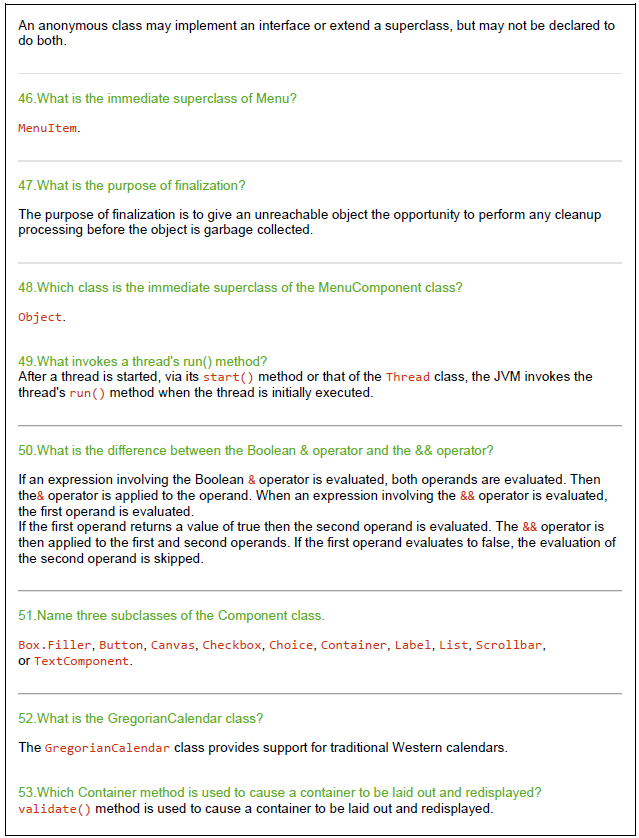 An anonymous class may implement an interface or extend a superclass, but may not be declared to
do both.
46.What is the immediate superclass of Menu?
MenuItem.
47.What is the purpose of finalization?
The purpose of finalization is to give an unreachable object the opportunity to perform any cleanup
processing before the object is garbage collected.
48.Which class is the immediate superclass of the MenuComponent class?
Object.
49.What invokes a thread's run() method?
After a thread is started, via its start() method or that of the Thread class, the JVM invokes the
thread's run() method when the thread is initially executed.
50.What is the difference between the Boolean & operator and the && operator?
If an expression involving the Boolean & operator is evaluated, both operands are evaluated. Then
the& operator is applied to the operand. When an expression involving the && operator is evaluated,
the first operand is evaluated.
If the first operand returns a value of true then the second operand is evaluated. The && operator is
then applied to the first and second operands. If the first operand evaluates to false, the evaluation of
the second operand is skipped.
51.Name three subclasses of the Component class.
Box.Filler, Button, Canvas, Checkbox, Choice, Container, Label, List, Scrollbar,
or TextComponent.
52.What is the GregorianCalendar class?
The GregorianCalendar class provides support for traditional Western calendars.
53.Which Container method is used to cause a container to be laid out and redisplayed?
validate() method is used to cause a container to be laid out and redisplayed.